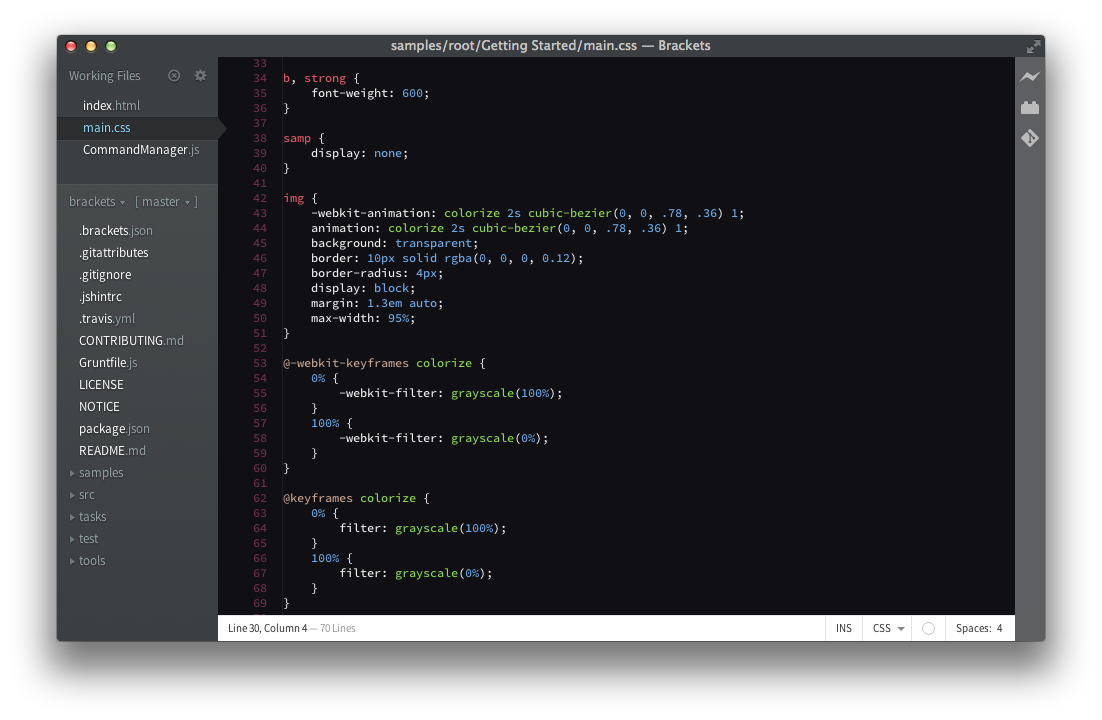 samples/root/Getting Started/main.css — Brackets
Working Files
index.html
main.css
CommandManager.js
brackets [ master ]
.brackets.json
.gitattributes
.gitignore
.jshintrc
.travis.yml
CONTRIBUTING.md
Gruntfile.js
LICENSE
NOTICE
package.json
README.md
samples
src
tasks
test
tools
33
34 b, strong {
35     font-weight: 600;
36 }
37
38 samp {
39     display: none;
40 }
41
42 img {
43     -webkit-animation: colorize 2s cubic-bezier(0, 0, .78, .36) 1;
44     animation: colorize 2s cubic-bezier(0, 0, .78, .36) 1;
45     background: transparent;
46     border: 10px solid rgba(0, 0, 0, 0.12);
47     border-radius: 4px;
48     display: block;
49     margin: 1.3em auto;
50     max-width: 95%;
51 }
52
53 @-webkit-keyframes colorize {
54     0% {
55         -webkit-filter: grayscale(100%);
56     }
57     100% {
58         -webkit-filter: grayscale(0%);
59     }
60 }
61
62 @keyframes colorize {
63     0% {
64         filter: grayscale(100%);
65     }
66     100% {
67         filter: grayscale(0%);
68     }
69 }
Line 30, Column 4 — 70 Lines
INS CSS Spaces: 4